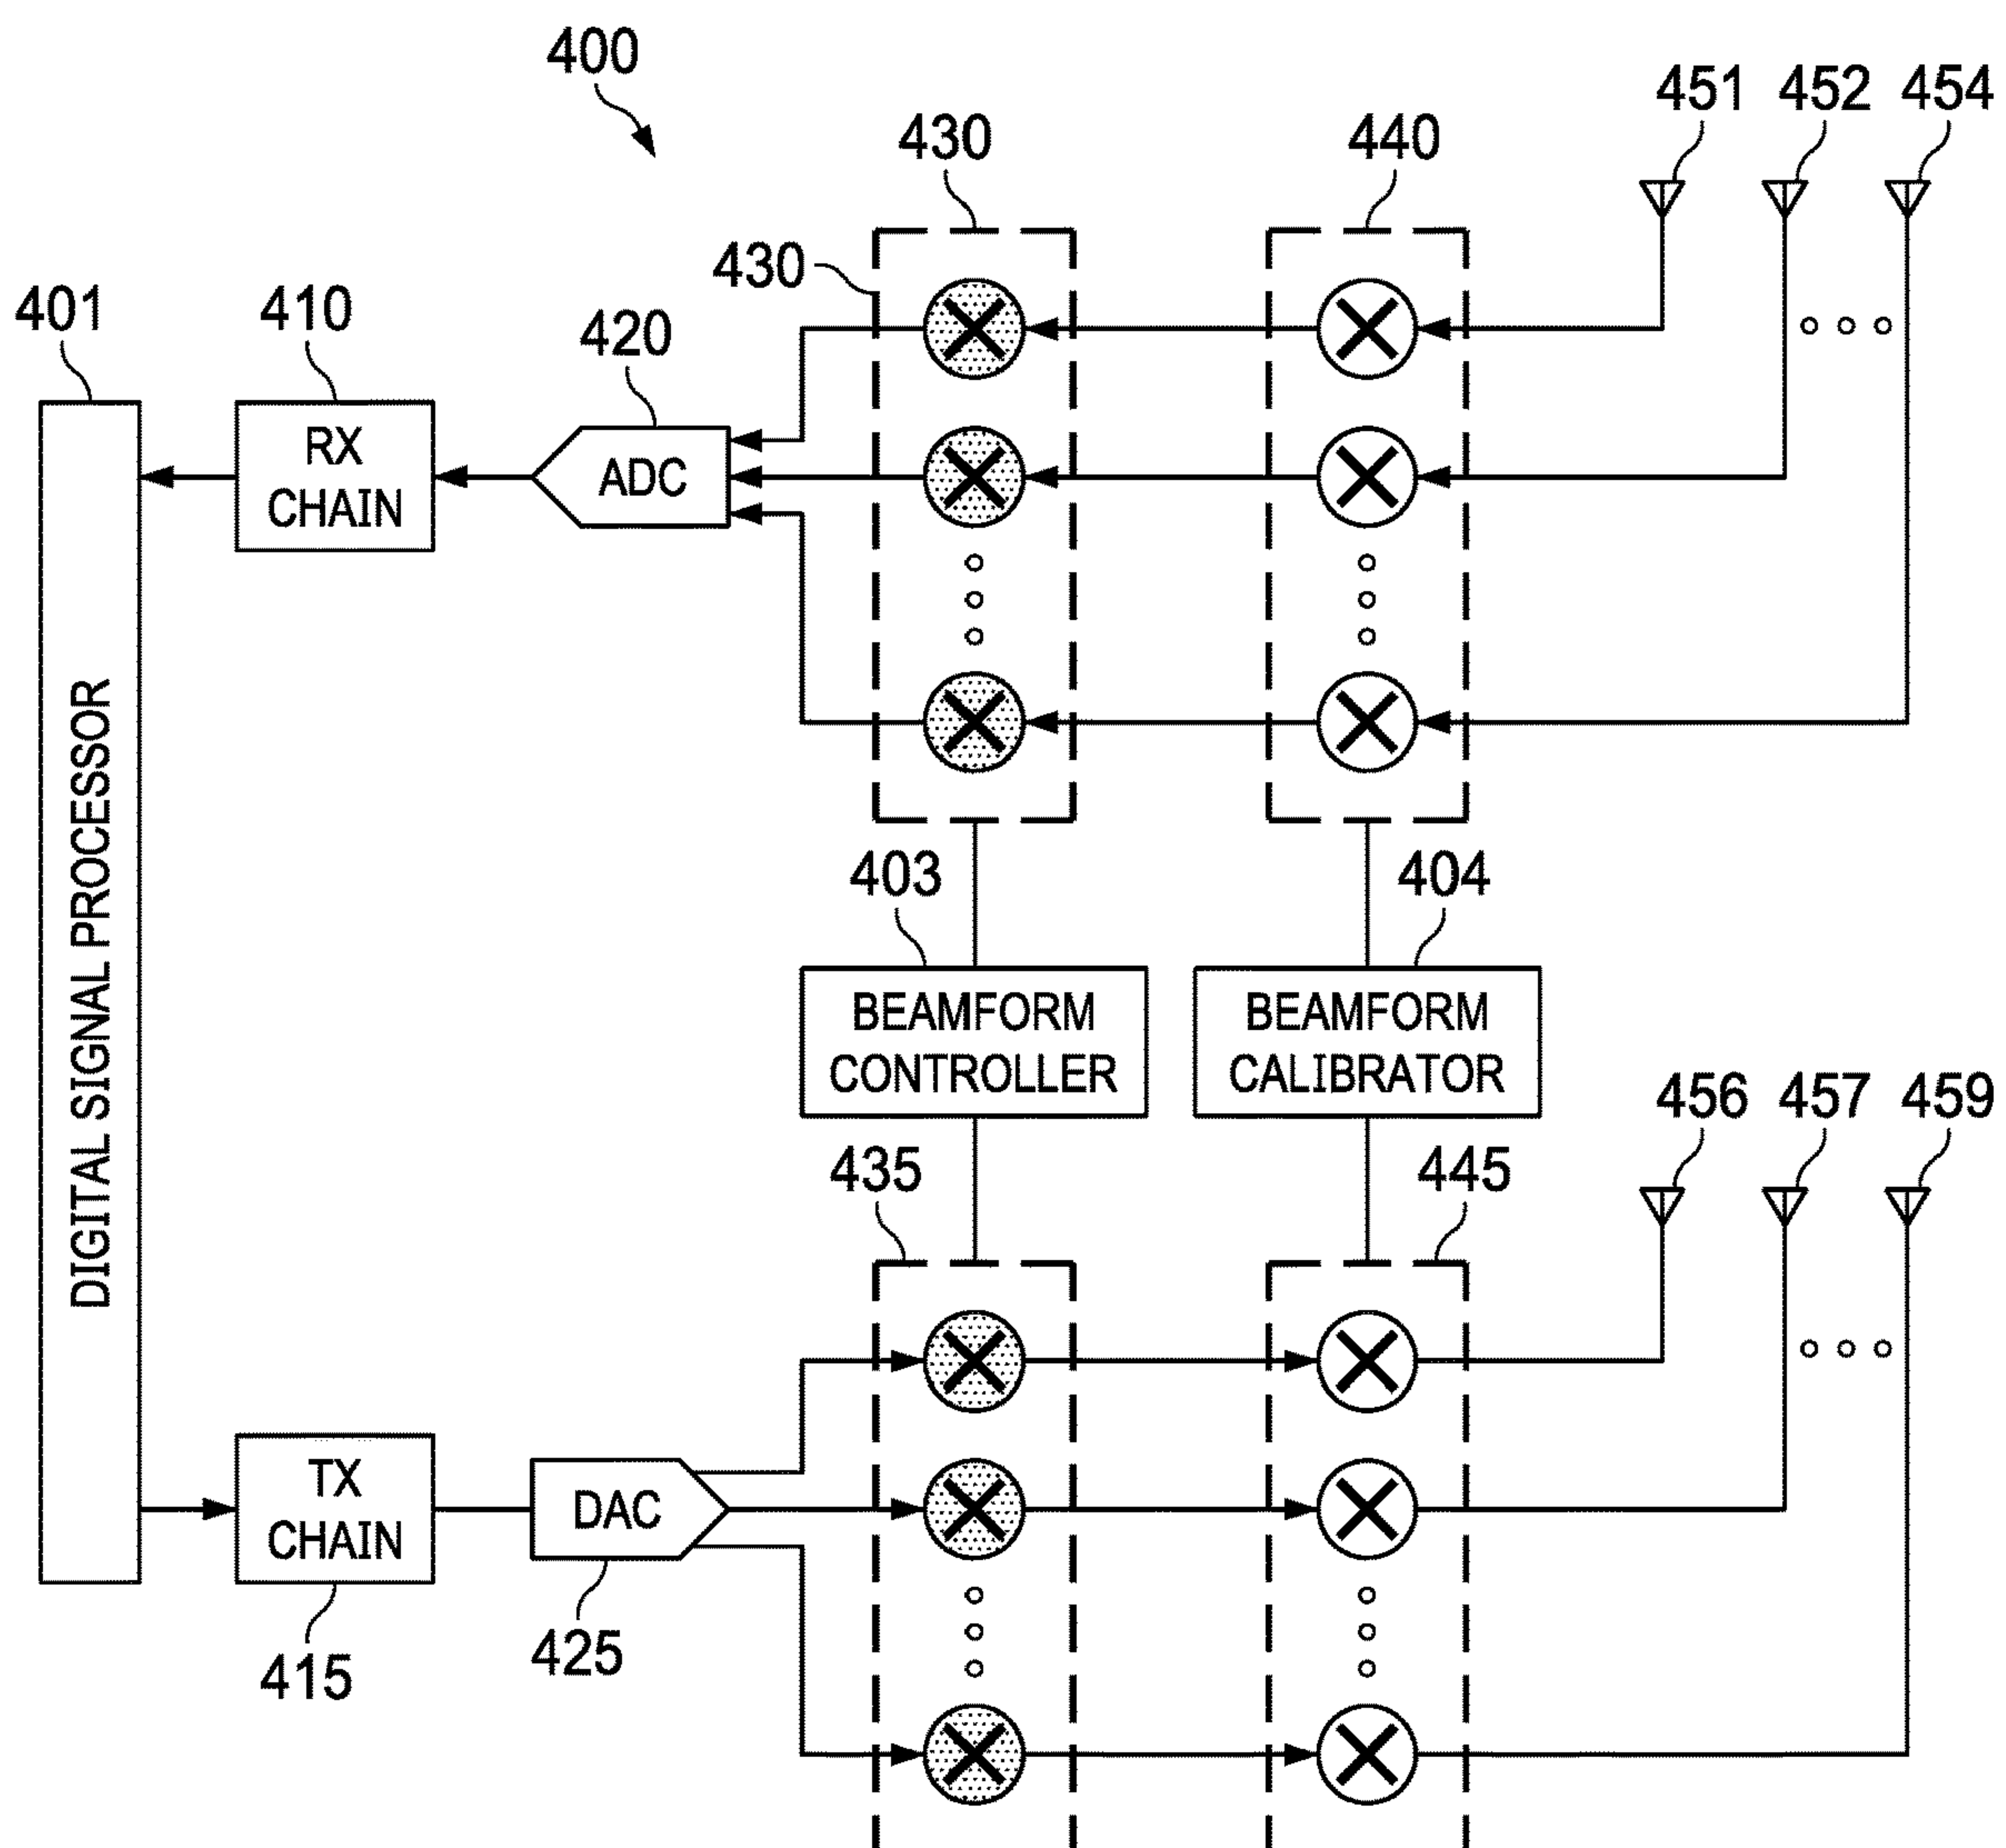 400
451
452
454
430
440
430
401
410
420
RX
CHAIN
ADC
DIGITAL SIGNAL PROCESSOR
403
404
BEAMFORM
CONTROLLER
BEAMFORM
CALIBRATOR
456
457
459
435
445
TX
CHAIN
DAC
415
425